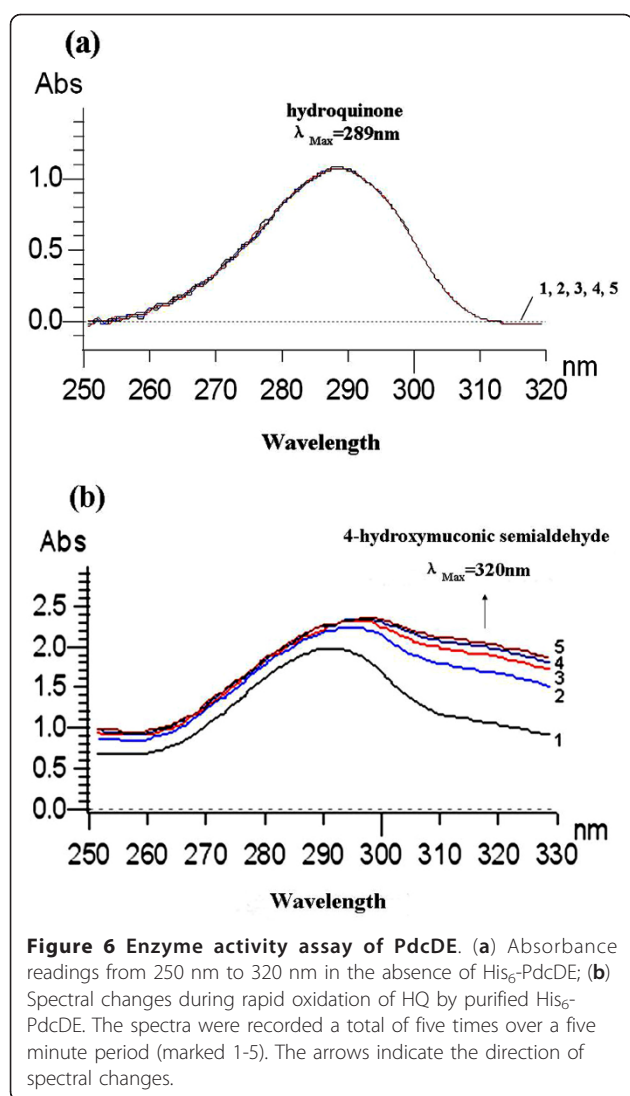 (a)
Abs
hydroquinone
λ Max=289nm
1.0
0.5
0.0
1, 2, 3, 4, 5
nm
250 260 270 280 290 300 310 320
Wavelength
(b)
Abs
4-hydroxymuconic semialdehyde
λ Max=320nm
2.5
2.0
1.5
1.0
0.5
0.0
5
4
3
2
1
nm
250 260 270 280 290 300 310 320 330
Wavelength
Figure 6 Enzyme activity assay of PdcDE. (a) Absorbance
readings from 250 nm to 320 nm in the absence of His₆-PdcDE; (b)
Spectral changes during rapid oxidation of HQ by purified His₆-
PdcDE. The spectra were recorded a total of five times over a five
minute period (marked 1-5). The arrows indicate the direction of
spectral changes.